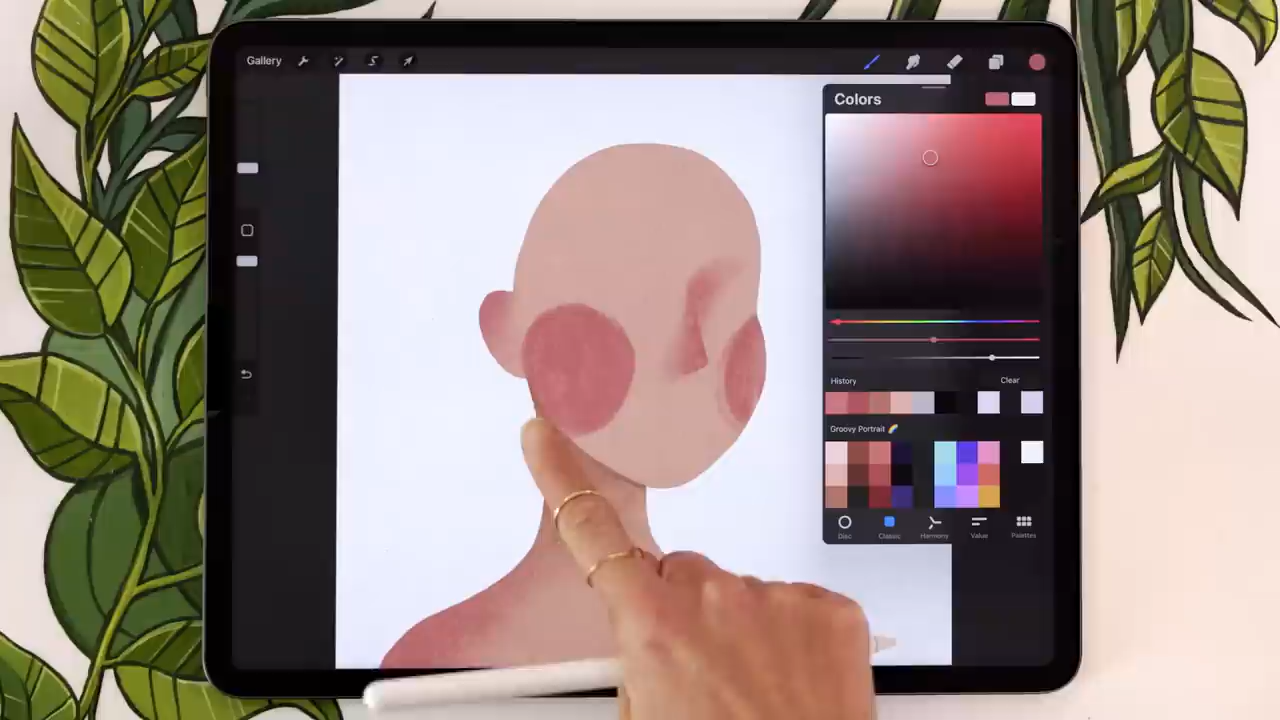 Gallery
Colors
History
Clear
Groovy Portrait 🌈
Disc
Classic
Harmony
Value
Palettes